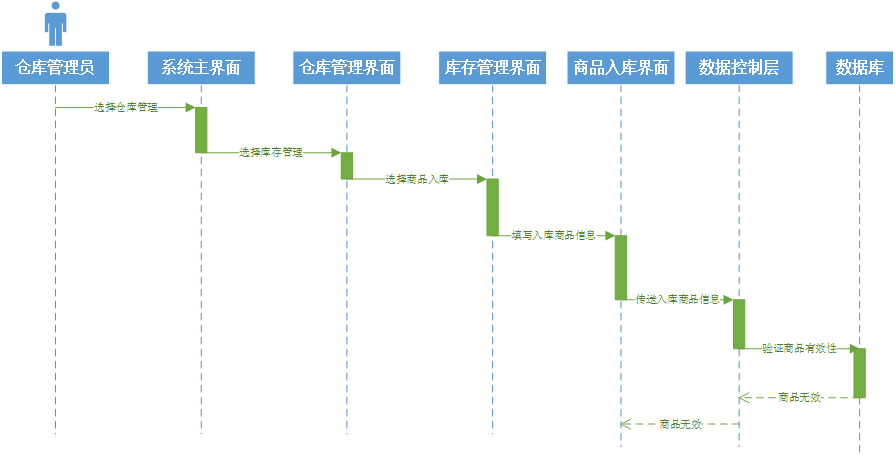 仓库管理员
系统主界面
仓库管理界面
库存管理界面
商品入库界面
数据控制层
数据库
选择仓库管理
选择库存管理
选择商品入库
填写入库商品信息
传送入库商品信息
验证商品有效性
商品无效
商品无效